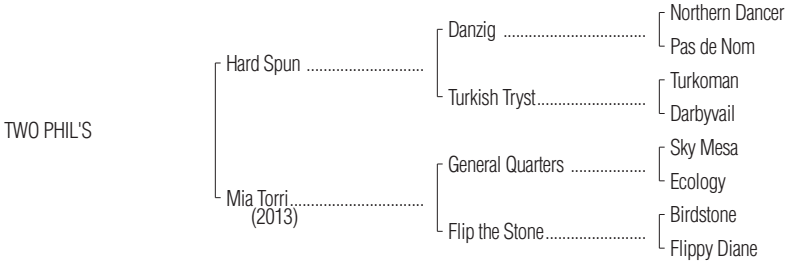 Northern Dancer
Danzig ..................................
Pas de Nom
Hard Spun ............................
Turkoman
Turkish Tryst..........................
Darbyvail
TWO PHIL'S
Sky Mesa
General Quarters ..................
Ecology
Mia Torri................................
(2013)
Birdstone
Flip the Stone........................
Flippy Diane